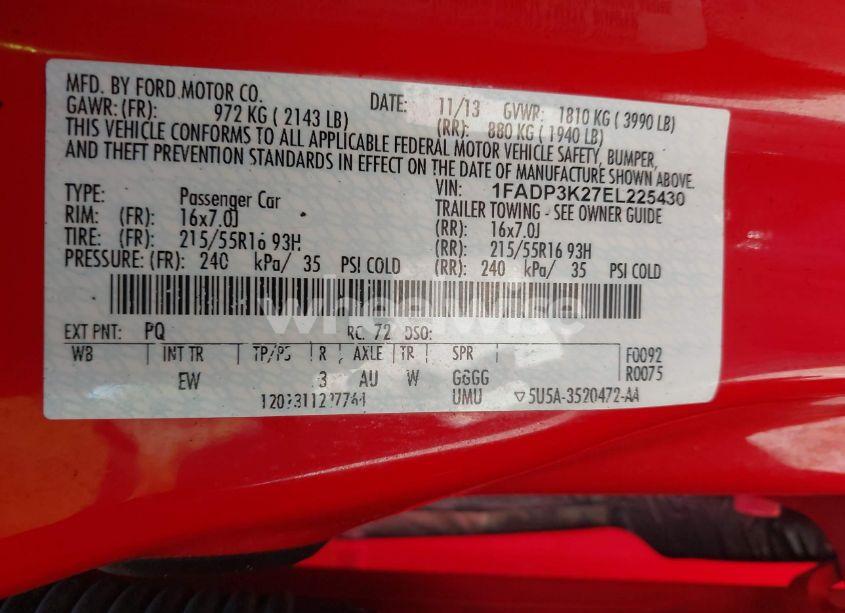 MFD. BY FORD MOTOR CO. DATE: 11/13 GVWR: 1810 KG ( 3990 LB)
GAWR: (FR): 972 KG ( 2143 LB) (RR): 880 KG ( 1940 LB)
THIS VEHICLE CONFORMS TO ALL APPLICABLE FEDERAL MOTOR VEHICLE SAFETY, BUMPER,
AND THEFT PREVENTION STANDARDS IN EFFECT ON THE DATE OF MANUFACTURE SHOWN ABOVE.
VIN: 1FADP3K27EL225430
TYPE: Passenger Car TRAILER TOWING - SEE OWNER GUIDE
RIM: (FR): 16x7.0J (RR): 16x7.0J
TIRE: (FR): 215/55R16 93H (RR): 215/55R16 93H
PRESSURE: (FR): 240 kPa/ 35 PSI COLD (RR): 240 kPa/ 35 PSI COLD
wheelwise
EXT PNT: PQ RC: 72 DSO:
WB INT TR TP/PS R AXLE TR SPR F0092
EW 3 AU W GGGG R0075
UMU ▽5U5A-3520472-AA